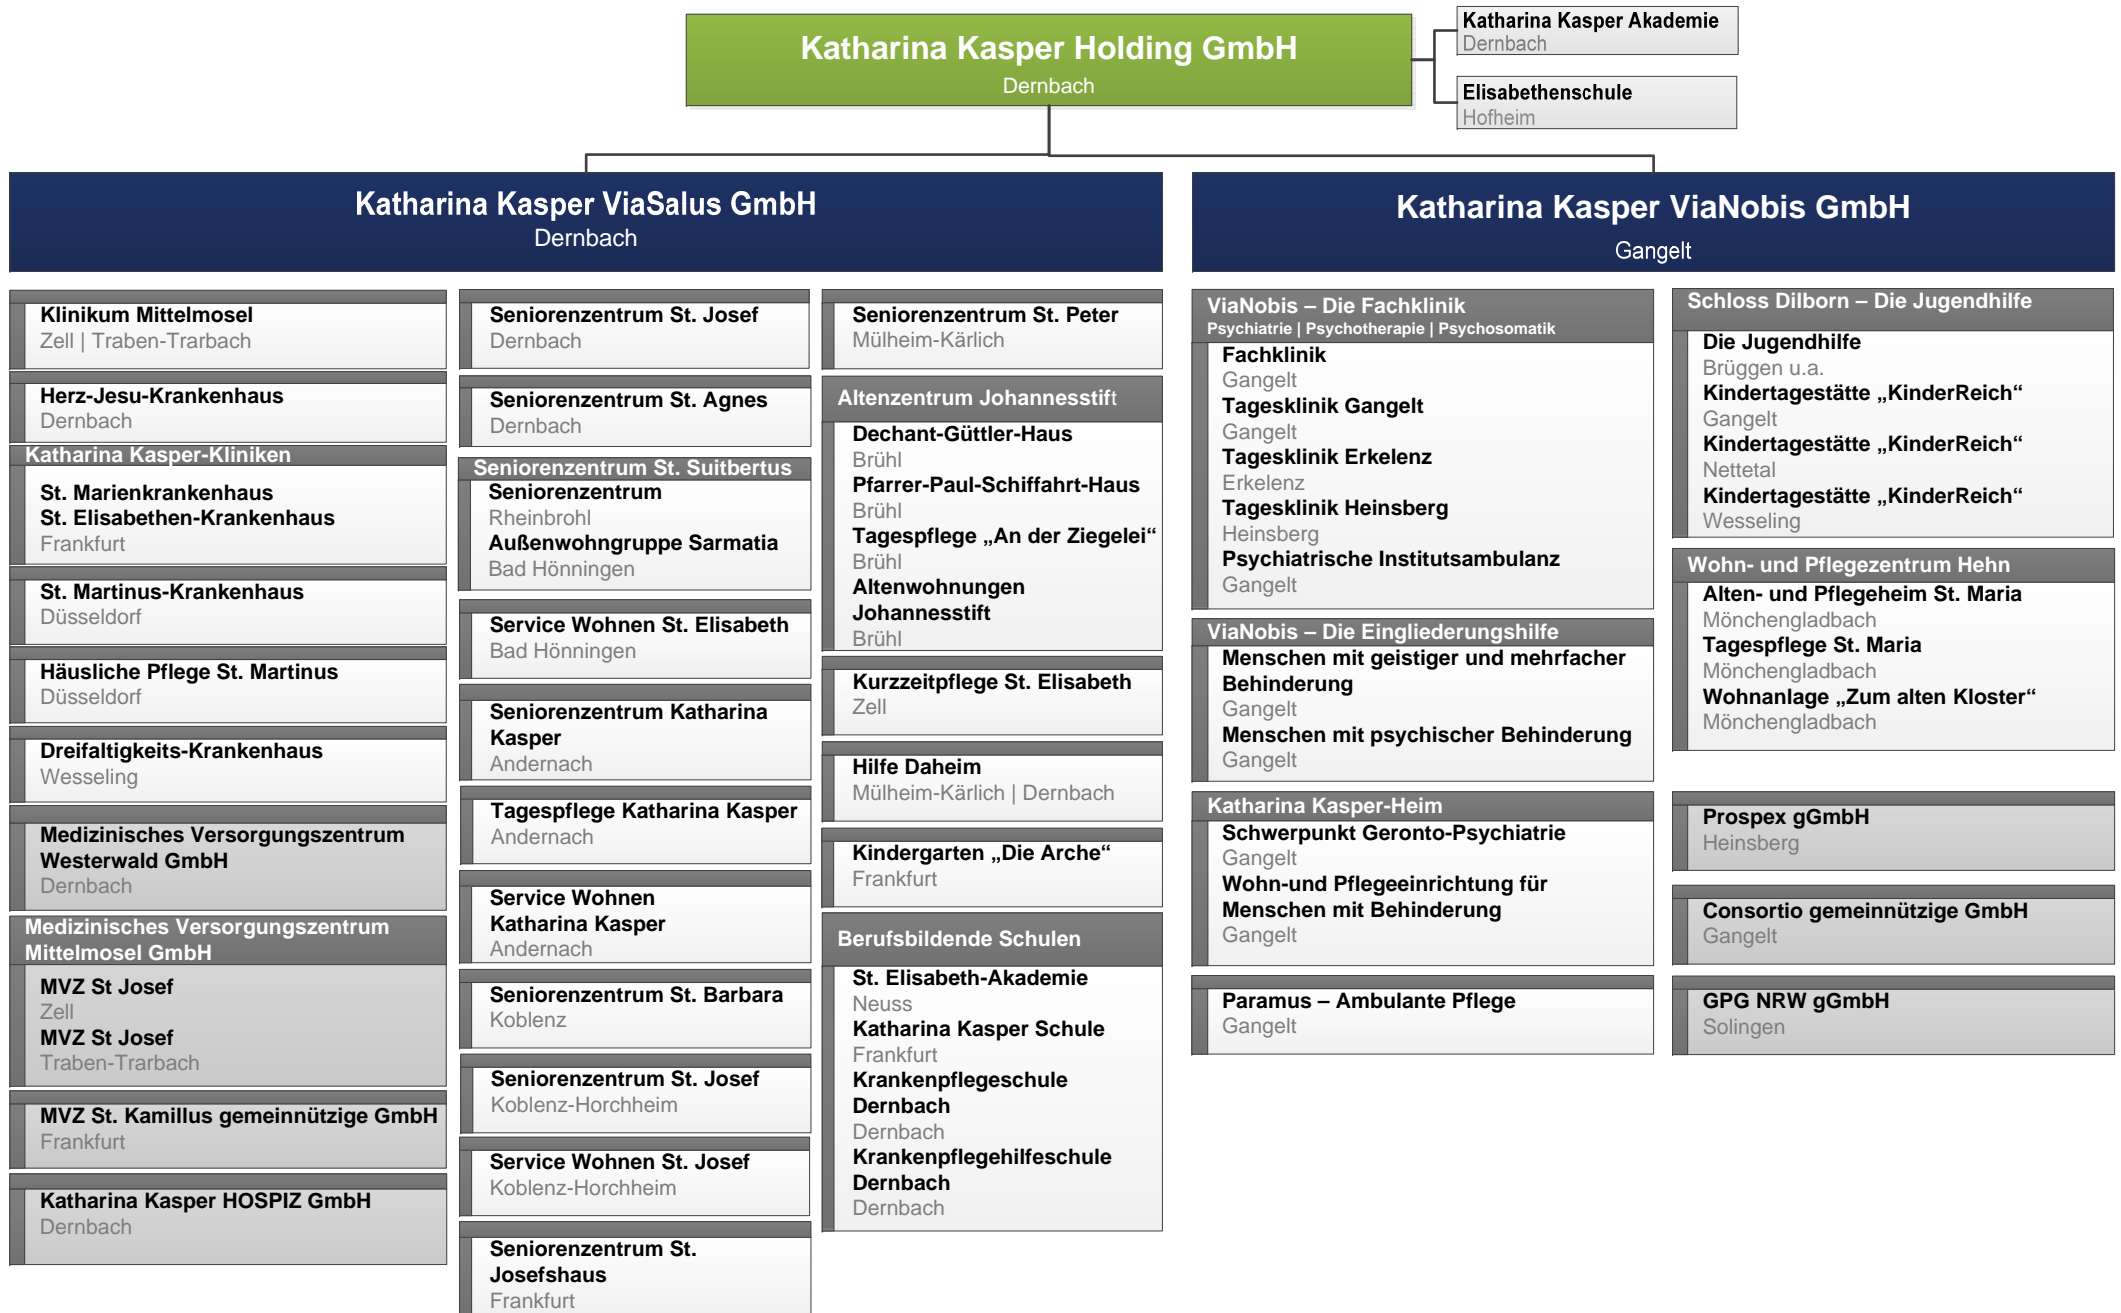 Katharina Kasper Holding GmbH
Dernbach
Katharina Kasper Akademie
Dernbach
Elisabethenschule
Hofheim
Katharina Kasper ViaSalus GmbH
Dernbach
Klinikum Mittelmosel
Zell | Traben-Trarbach
Herz-Jesu-Krankenhaus
Dernbach
Katharina Kasper-Kliniken
St. Marienkrankenhaus
St. Elisabethen-Krankenhaus
Frankfurt
St. Martinus-Krankenhaus
Düsseldorf
Häusliche Pflege St. Martinus
Düsseldorf
Dreifaltigkeits-Krankenhaus
Wesseling
Medizinisches Versorgungszentrum
Westerwald GmbH
Dernbach
Medizinisches Versorgungszentrum
Mittelmosel GmbH
MVZ St Josef
Zell
MVZ St Josef
Traben-Trarbach
MVZ St. Kamillus gemeinnützige GmbH
Frankfurt
Katharina Kasper HOSPIZ GmbH
Dernbach
Seniorenzentrum St. Josef
Dernbach
Seniorenzentrum St. Agnes
Dernbach
Seniorenzentrum St. Suitbertus
Seniorenzentrum
Rheinbrohl
Außenwohngruppe Sarmatia
Bad Hönningen
Service Wohnen St. Elisabeth
Bad Hönningen
Seniorenzentrum Katharina
Kasper
Andernach
Tagespflege Katharina Kasper
Andernach
Service Wohnen
Katharina Kasper
Andernach
Seniorenzentrum St. Barbara
Koblenz
Seniorenzentrum St. Josef
Koblenz-Horchheim
Service Wohnen St. Josef
Koblenz-Horchheim
Seniorenzentrum St.
Josefshaus
Frankfurt
Seniorenzentrum St. Peter
Mülheim-Kärlich
Altenzentrum Johannesstift
Dechant-Güttler-Haus
Brühl
Pfarrer-Paul-Schiffahrt-Haus
Brühl
Tagespflege „An der Ziegelei“
Brühl
Altenwohnungen
Johannesstift
Brühl
Kurzzeitpflege St. Elisabeth
Zell
Hilfe Daheim
Mülheim-Kärlich | Dernbach
Kindergarten „Die Arche“
Frankfurt
Berufsbildende Schulen
St. Elisabeth-Akademie
Neuss
Katharina Kasper Schule
Frankfurt
Krankenpflegeschule
Dernbach
Dernbach
Krankenpflegehilfeschule
Dernbach
Dernbach
Katharina Kasper ViaNobis GmbH
Gangelt
ViaNobis – Die Fachklinik
Psychiatrie | Psychotherapie | Psychosomatik
Fachklinik
Gangelt
Tagesklinik Gangelt
Gangelt
Tagesklinik Erkelenz
Erkelenz
Tagesklinik Heinsberg
Heinsberg
Psychiatrische Institutsambulanz
Gangelt
ViaNobis – Die Eingliederungshilfe
Menschen mit geistiger und mehrfacher
Behinderung
Gangelt
Menschen mit psychischer Behinderung
Gangelt
Katharina Kasper-Heim
Schwerpunkt Geronto-Psychiatrie
Gangelt
Wohn-und Pflegeeinrichtung für
Menschen mit Behinderung
Gangelt
Paramus – Ambulante Pflege
Gangelt
Schloss Dilborn – Die Jugendhilfe
Die Jugendhilfe
Brüggen u.a.
Kindertagestätte „KinderReich“
Gangelt
Kindertagestätte „KinderReich“
Nettetal
Kindertagestätte „KinderReich“
Wesseling
Wohn- und Pflegezentrum Hehn
Alten- und Pflegeheim St. Maria
Mönchengladbach
Tagespflege St. Maria
Mönchengladbach
Wohnanlage „Zum alten Kloster“
Mönchengladbach
Prospex gGmbH
Heinsberg
Consortio gemeinnützige GmbH
Gangelt
GPG NRW gGmbH
Solingen